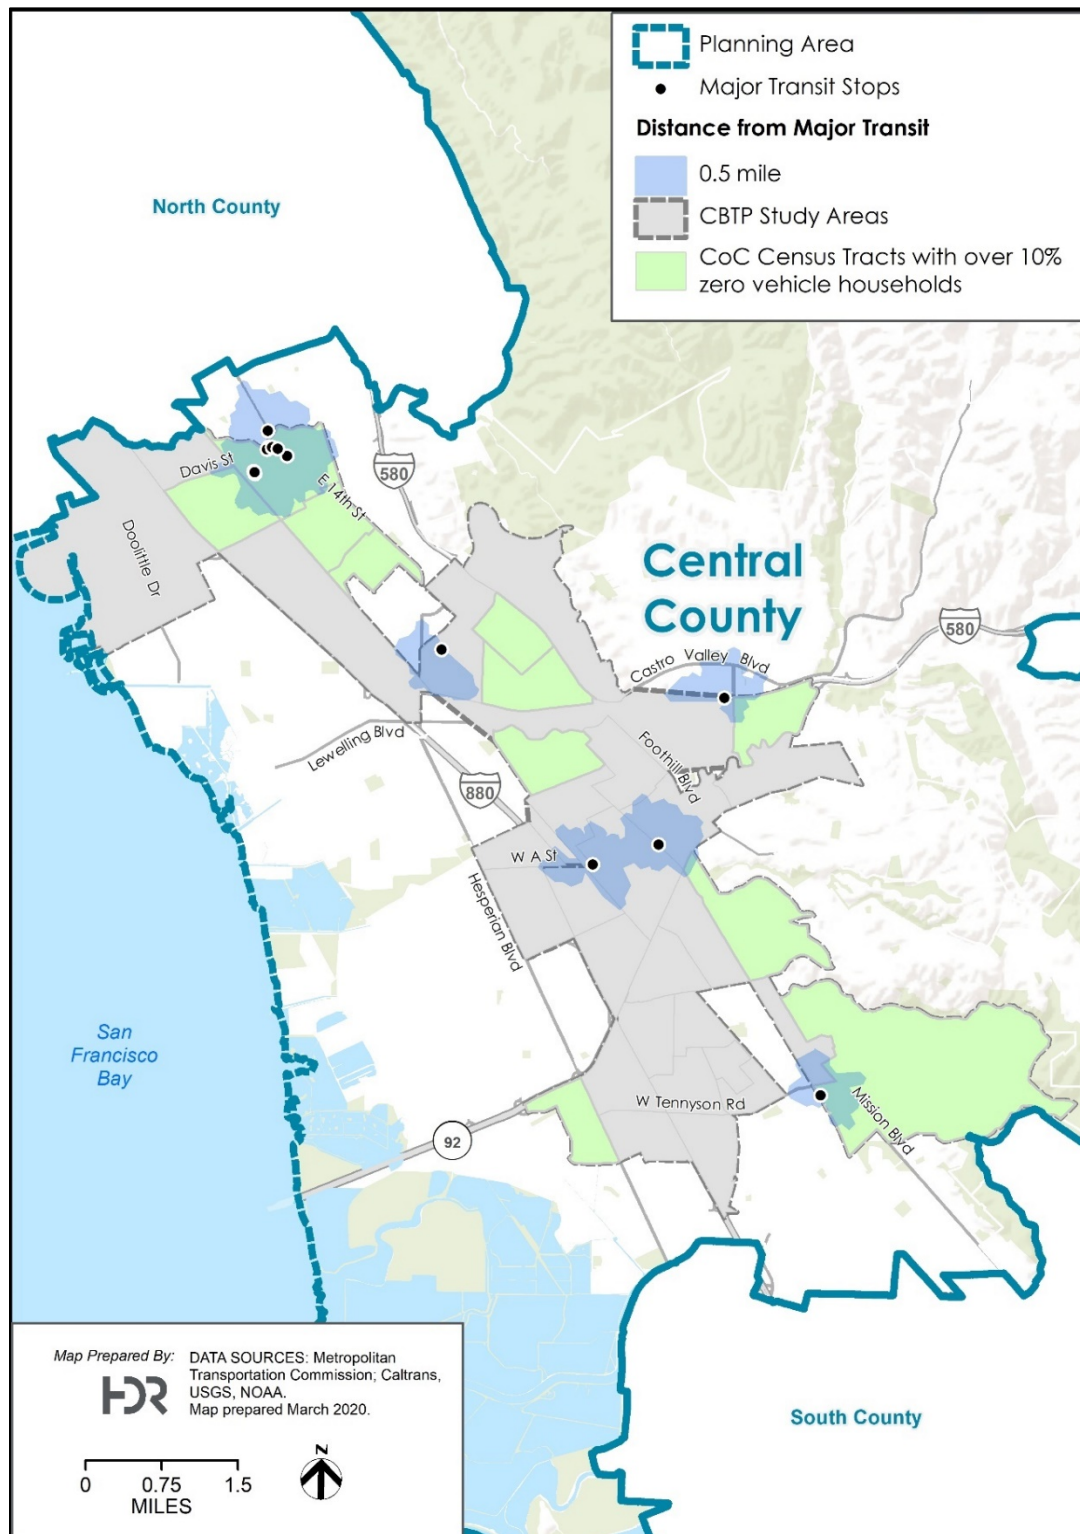 Planning Area
Major Transit Stops
Distance from Major Transit
0.5 mile
CBTP Study Areas
CoC Census Tracts with over 10%
zero vehicle households
North County
Davis St
E 14th St
580
Doolittle Dr
Central
County
580
Castro Valley Blvd
Lewelling Blvd
Foothill Blvd
880
W A St
Hesperian Blvd
San
Francisco
Bay
W Tennyson Rd
Mission Blvd
92
South County
Map Prepared By:
HDR
DATA SOURCES: Metropolitan
Transportation Commission; Caltrans,
USGS, NOAA.
Map prepared March 2020.
0 0.75 1.5
MILES
N